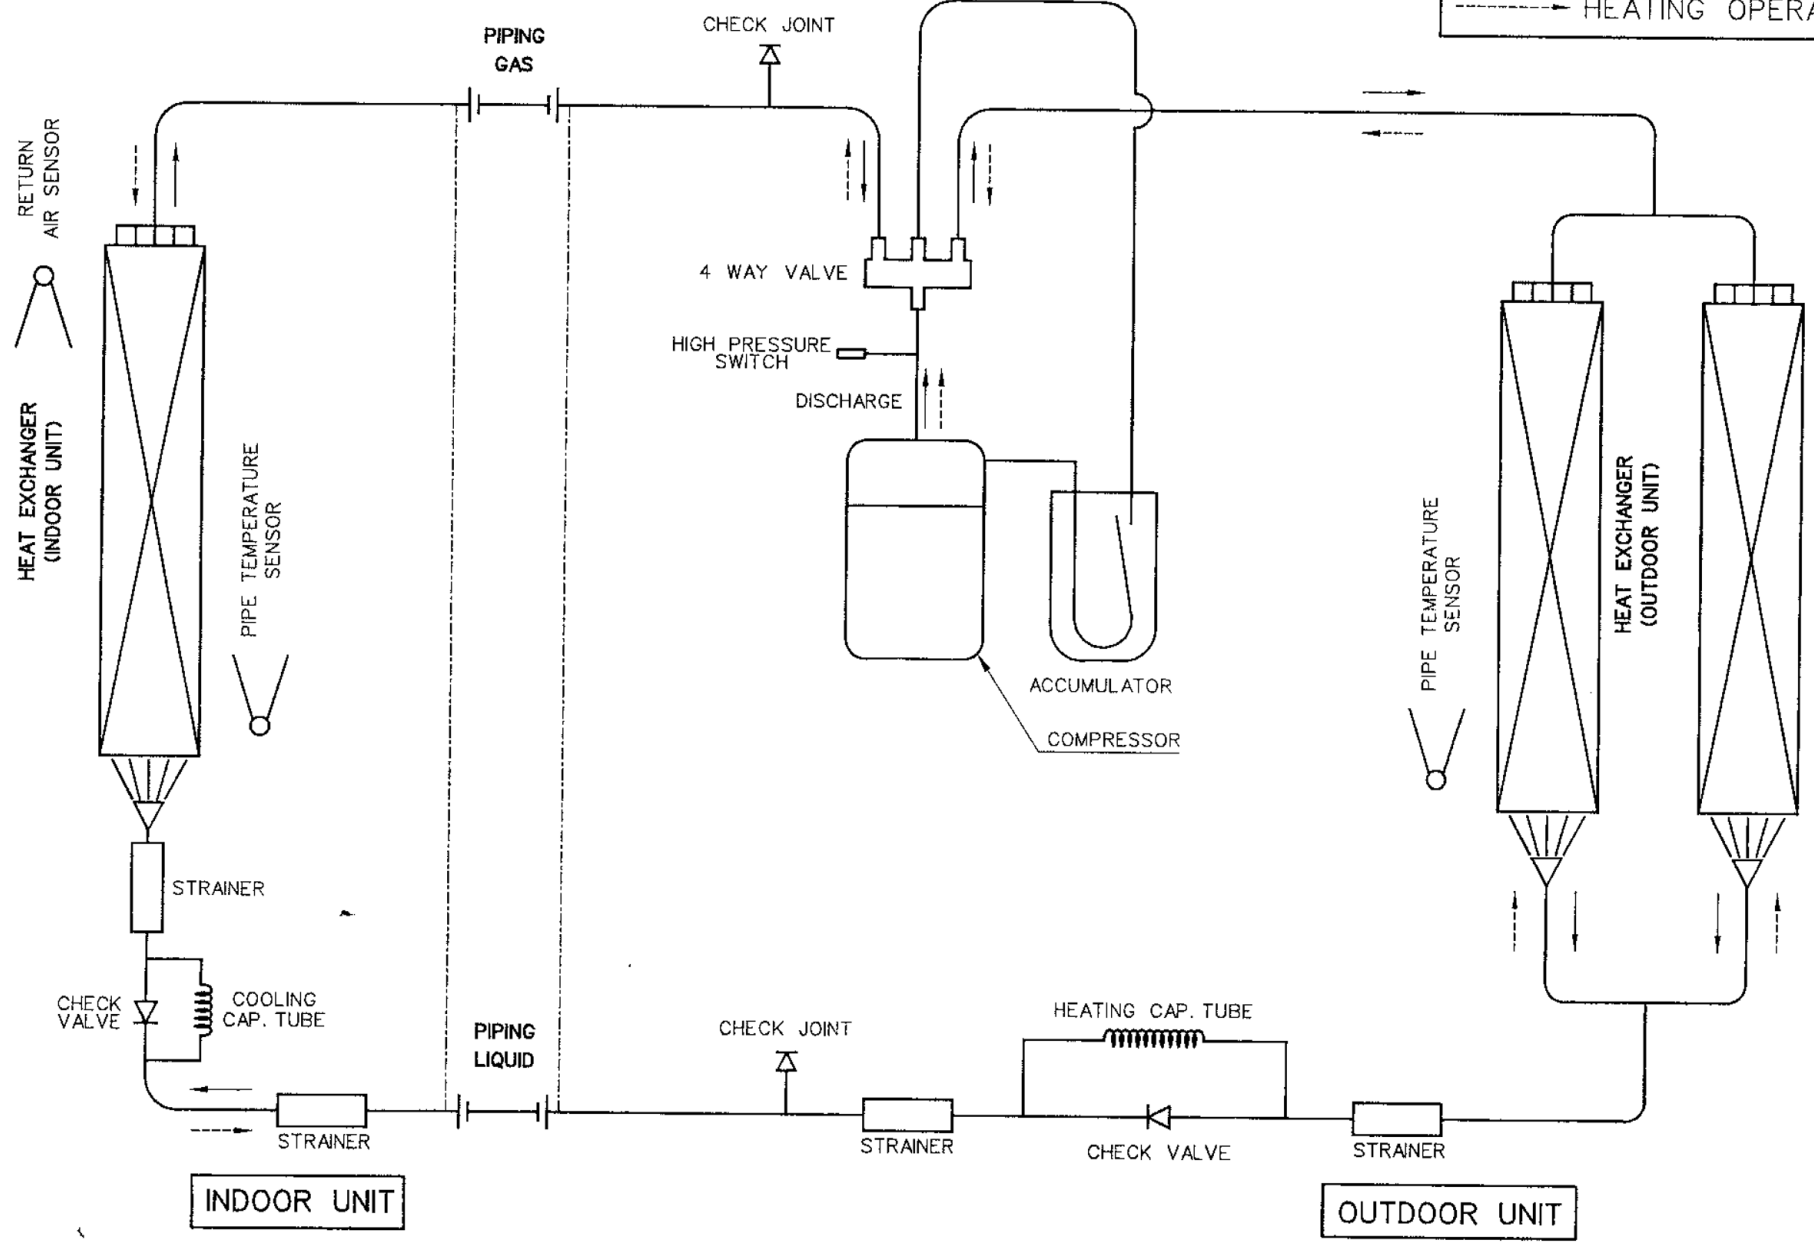 HEATING OPERA
CHECK JOINT
PIPING
GAS
RETURN
AIR SENSOR
4 WAY VALVE
HIGH PRESSURE
SWITCH
DISCHARGE
HEAT EXCHANGER
(INDOOR UNIT)
PIPE TEMPERATURE
SENSOR
HEAT EXCHANGER
(OUTDOOR UNIT)
PIPE TEMPERATURE
SENSOR
ACCUMULATOR
COMPRESSOR
STRAINER
CHECK
VALVE
COOLING
CAP. TUBE
PIPING
LIQUID
CHECK JOINT
HEATING CAP. TUBE
STRAINER
STRAINER
CHECK VALVE
STRAINER
INDOOR UNIT
OUTDOOR UNIT